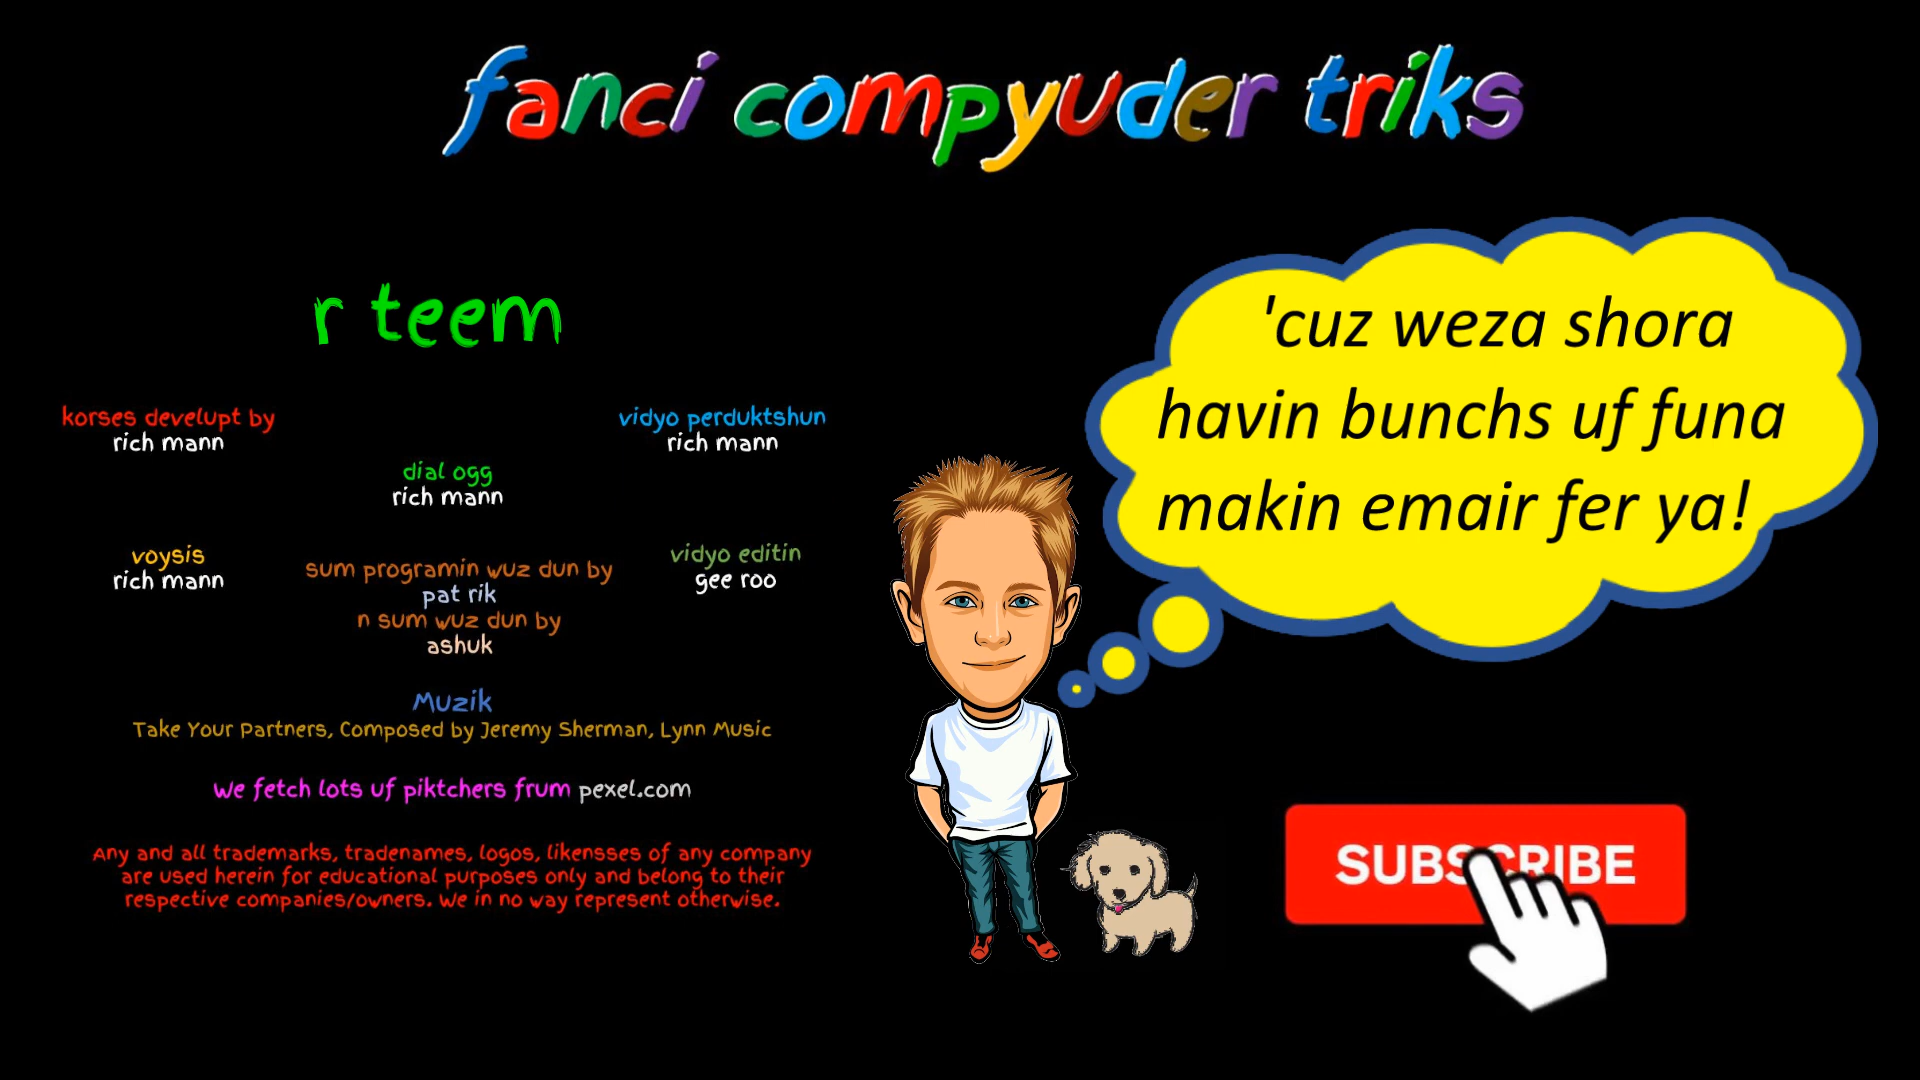 fanci compyuder triks
r teem
korses develupt by
rich mann
vidyo perduktshun
rich mann
dial ogg
rich mann
voysis
rich mann
sum programin wuz dun by
pat rik
n sum wuz dun by
ashuk
vidyo editin
gee roo
Muzik
Take Your Partners, Composed by Jeremy Sherman, Lynn Music
We fetch lots uf piktchers frum pexel.com
Any and all trademarks, tradenames, logos, likensses of any company
are used herein for educational purposes only and belong to their
respective companies/owners. We in no way represent otherwise.
'cuz weza shora
havin bunchs uf funa
makin emair fer ya!
SUBSCRIBE